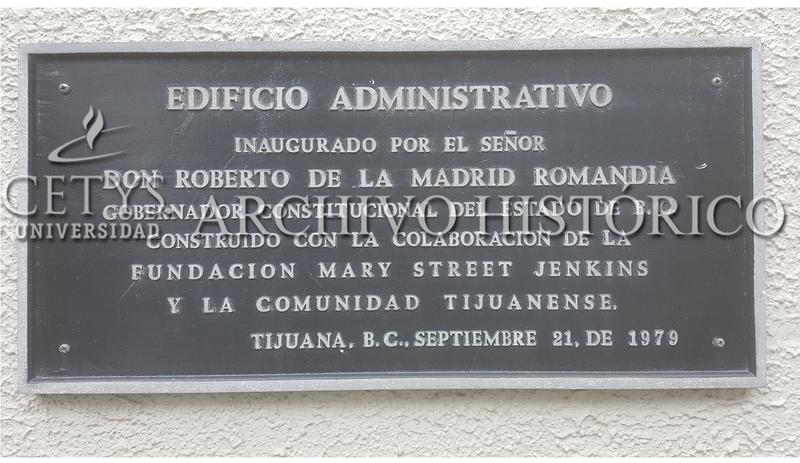 EDIFICIO ADMINISTRATIVO
INAUGURADO POR EL SEÑOR
DON ROBERTO DE LA MADRID ROMANDIA
GOBERNADOR CONSTITUCIONAL DEL ESTADO DE B.C.
CONSTRUIDO CON LA COLABORACION DE LA
FUNDACION MARY STREET JENKINS
Y LA COMUNIDAD TIJUANENSE.
TIJUANA, B.C., SEPTIEMBRE 21, DE 1979
CETYS UNIVERSIDAD
ARCHIVO HISTÓRICO